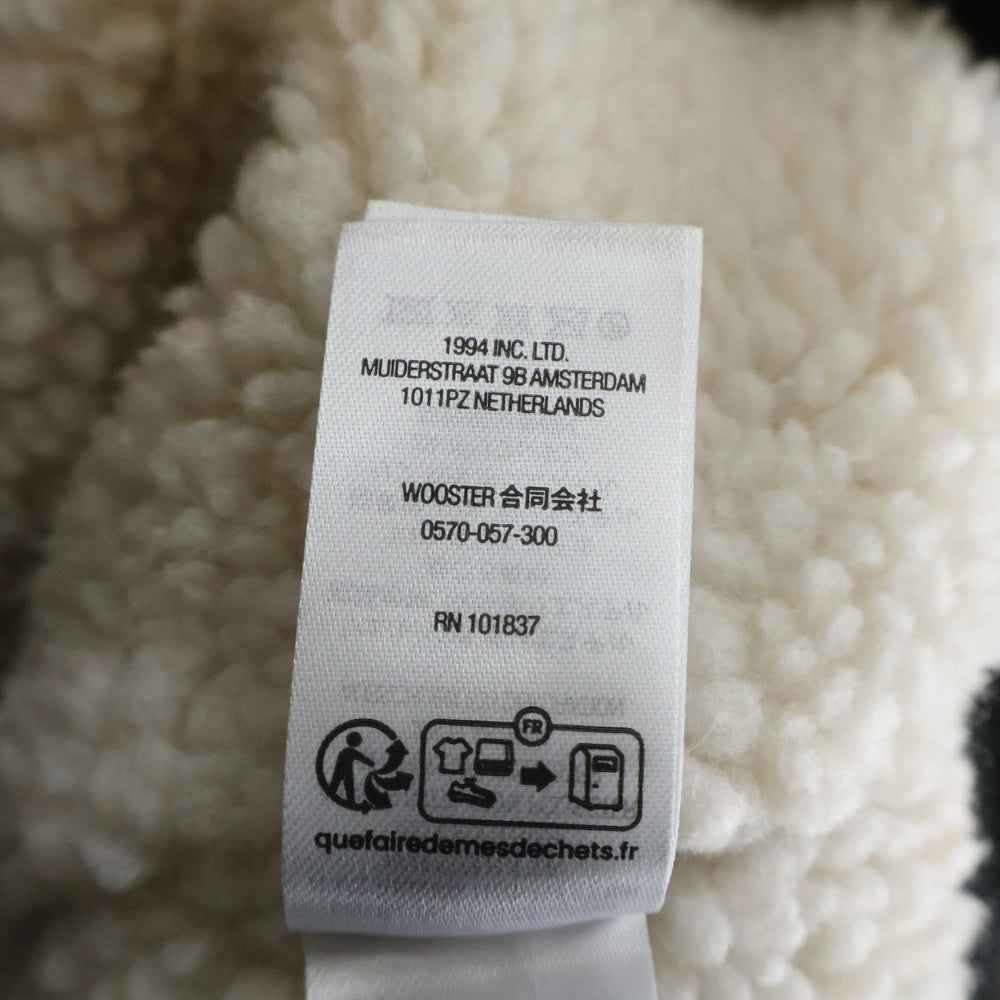 1994 INC. LTD.
MUIDERSTRAAT 9B AMSTERDAM
1011PZ NETHERLANDS
WOOSTER 合同会社
0570-057-300
RN 101837
FR
quefairedemesdechets.fr